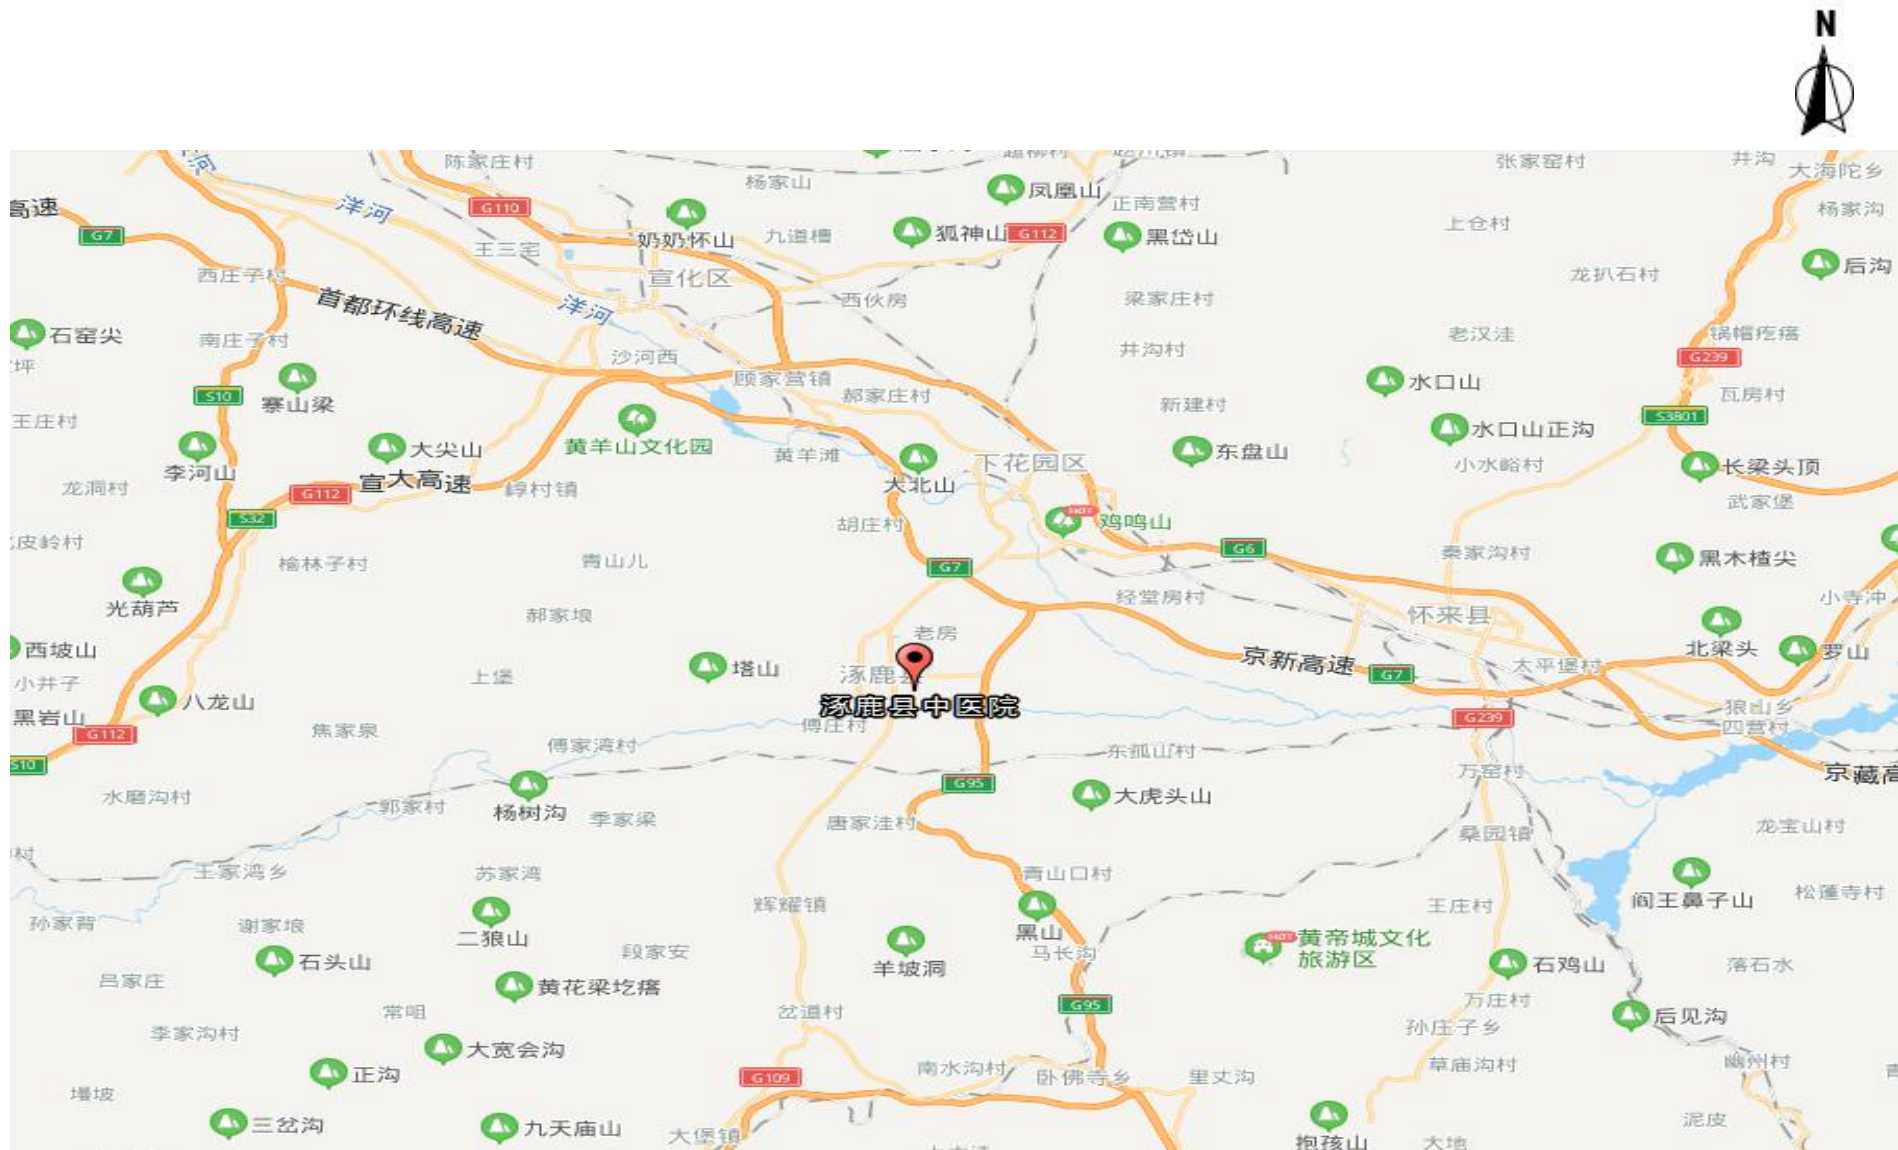 N
陈家庄村
张家窑村
井沟
大海陀乡
杨家山
凤凰山
正南营村
杨家沟
高速
洋河
G110
G7
奶奶怀山
九道槽
狐神山
G112
黑岱山
上仓村
王三宅
宣化区
后沟
西庄子村
龙扒石村
首都环线高速
洋河
西伙房
梁家庄村
石窑尖
南庄子村
老汉洼
锅帽疙瘩
沙河西
井沟村
G239
坪
寨山梁
S10
顾家营镇
郝家庄村
水口山
瓦房村
新建村
S3801
王庄村
大尖山
黄羊山文化园
水口山正沟
李河山
黄羊滩
下花园区
东盘山
小水峪村
长梁头顶
龙洞村
宣大高速
G112
崞村镇
大北山
武家堡
S32
胡庄村
HOT
鸡鸣山
皮岭村
榆林子村
青山儿
G7
G6
秦家沟村
黑木楂尖
光葫芦
郝家埌
经堂房村
怀来县
小寺冲
西坡山
老房
北梁头
罗山
京新高速
太平堡村
小井子
上堡
塔山
涿鹿县
G7
八龙山
涿鹿县中医院
狼山乡
黑岩山
G112
焦家泉
傅庄村
G239
四营村
傅家湾村
东孤山村
S10
万窑村
京藏高
水磨沟村
郭家村
杨树沟
季家梁
G95
大虎头山
唐家洼村
桑园镇
龙宝山村
村
王家湾乡
苏家湾
青山口村
阎王鼻子山
松蓬寺村
孙家背
谢家埌
二狼山
辉耀镇
黑山
王庄村
石头山
段家安
羊坡洞
马长沟
HOT
黄帝城文化
旅游区
石鸡山
落石水
吕家庄
黄花梁圪瘩
常咀
岔道村
G95
万庄村
后见沟
李家沟村
孙庄子乡
大宽会沟
正沟
G109
南水沟村
卧佛寺乡
里丈沟
草庙沟村
幽州村
墁坡
三岔沟
九天庙山
大堡镇
抱孩山
大地
泥皮